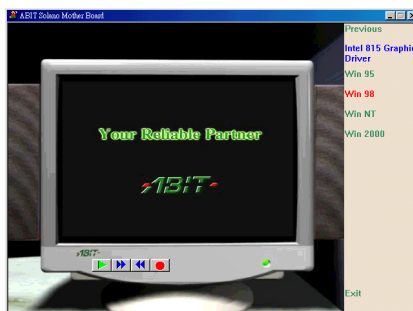 ABIT Solano Mother Board
Previous
Intel 815 Graphic
Driver
Win 95
Win 98
Win NT
Win 2000
Your Reliable Partner
ABIT
ABIT
Exit